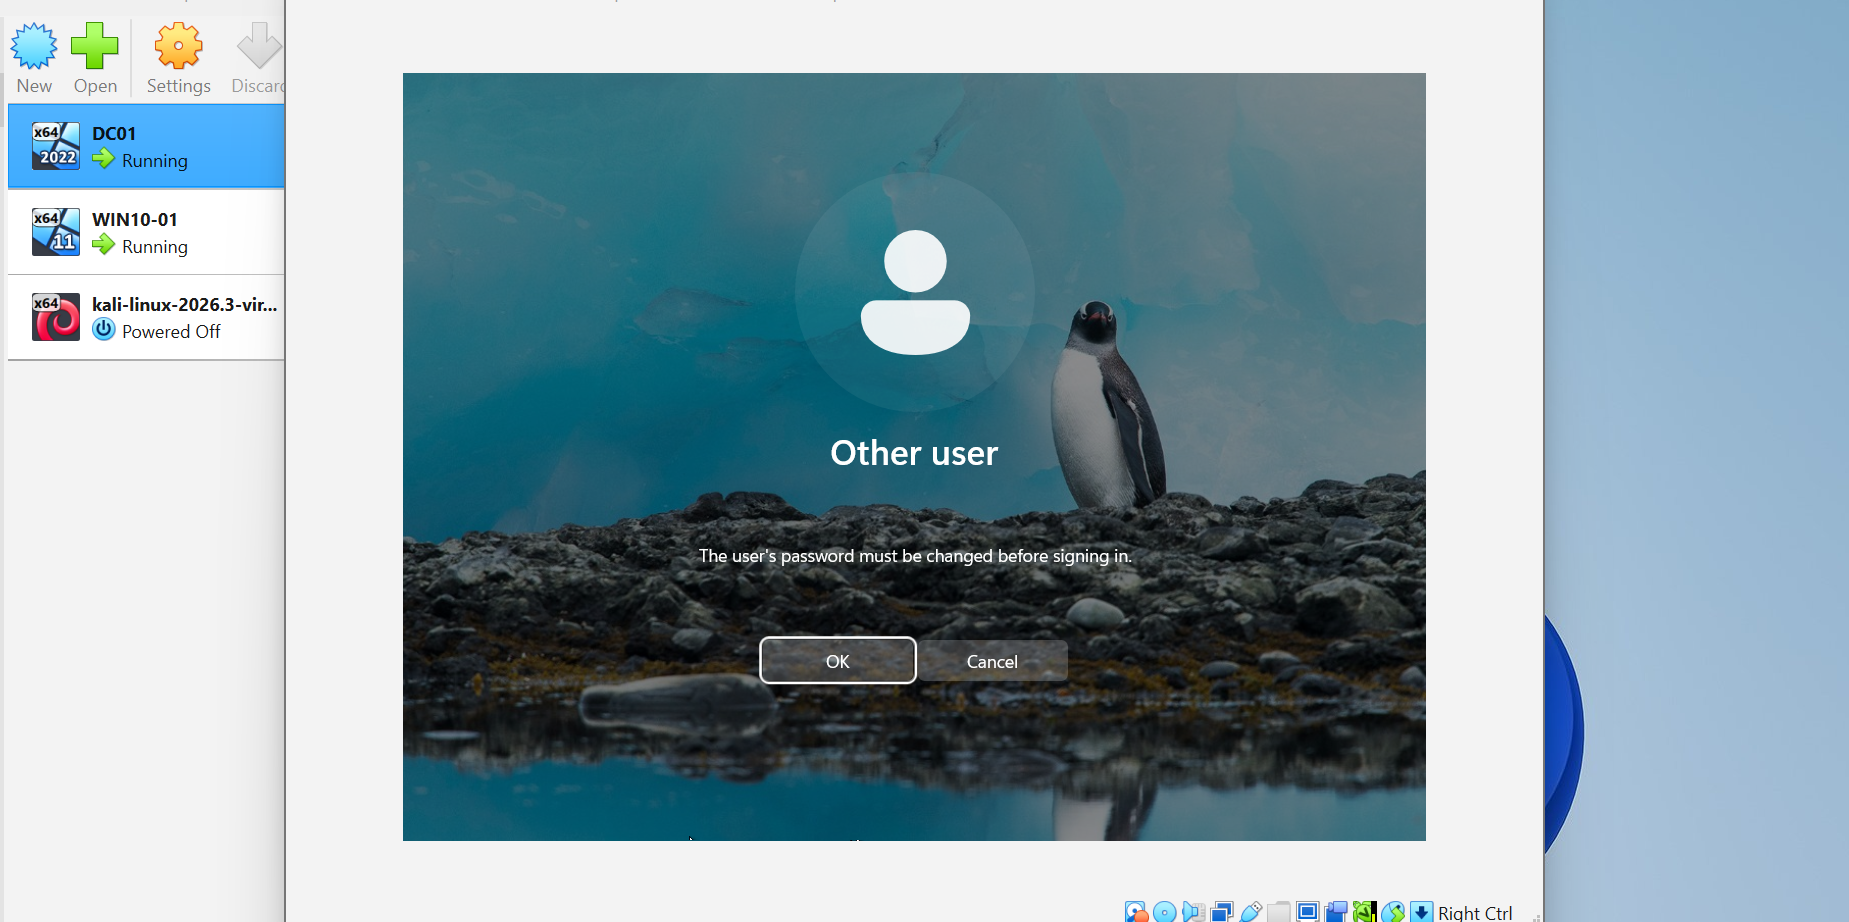 New
Open
Settings
Discard
x64
2022
DC01
Running
x64
11
WIN10-01
Running
x64
kali-linux-2026.3-vir...
Powered Off
Other user
The user's password must be changed before signing in.
OK
Cancel
Right Ctrl